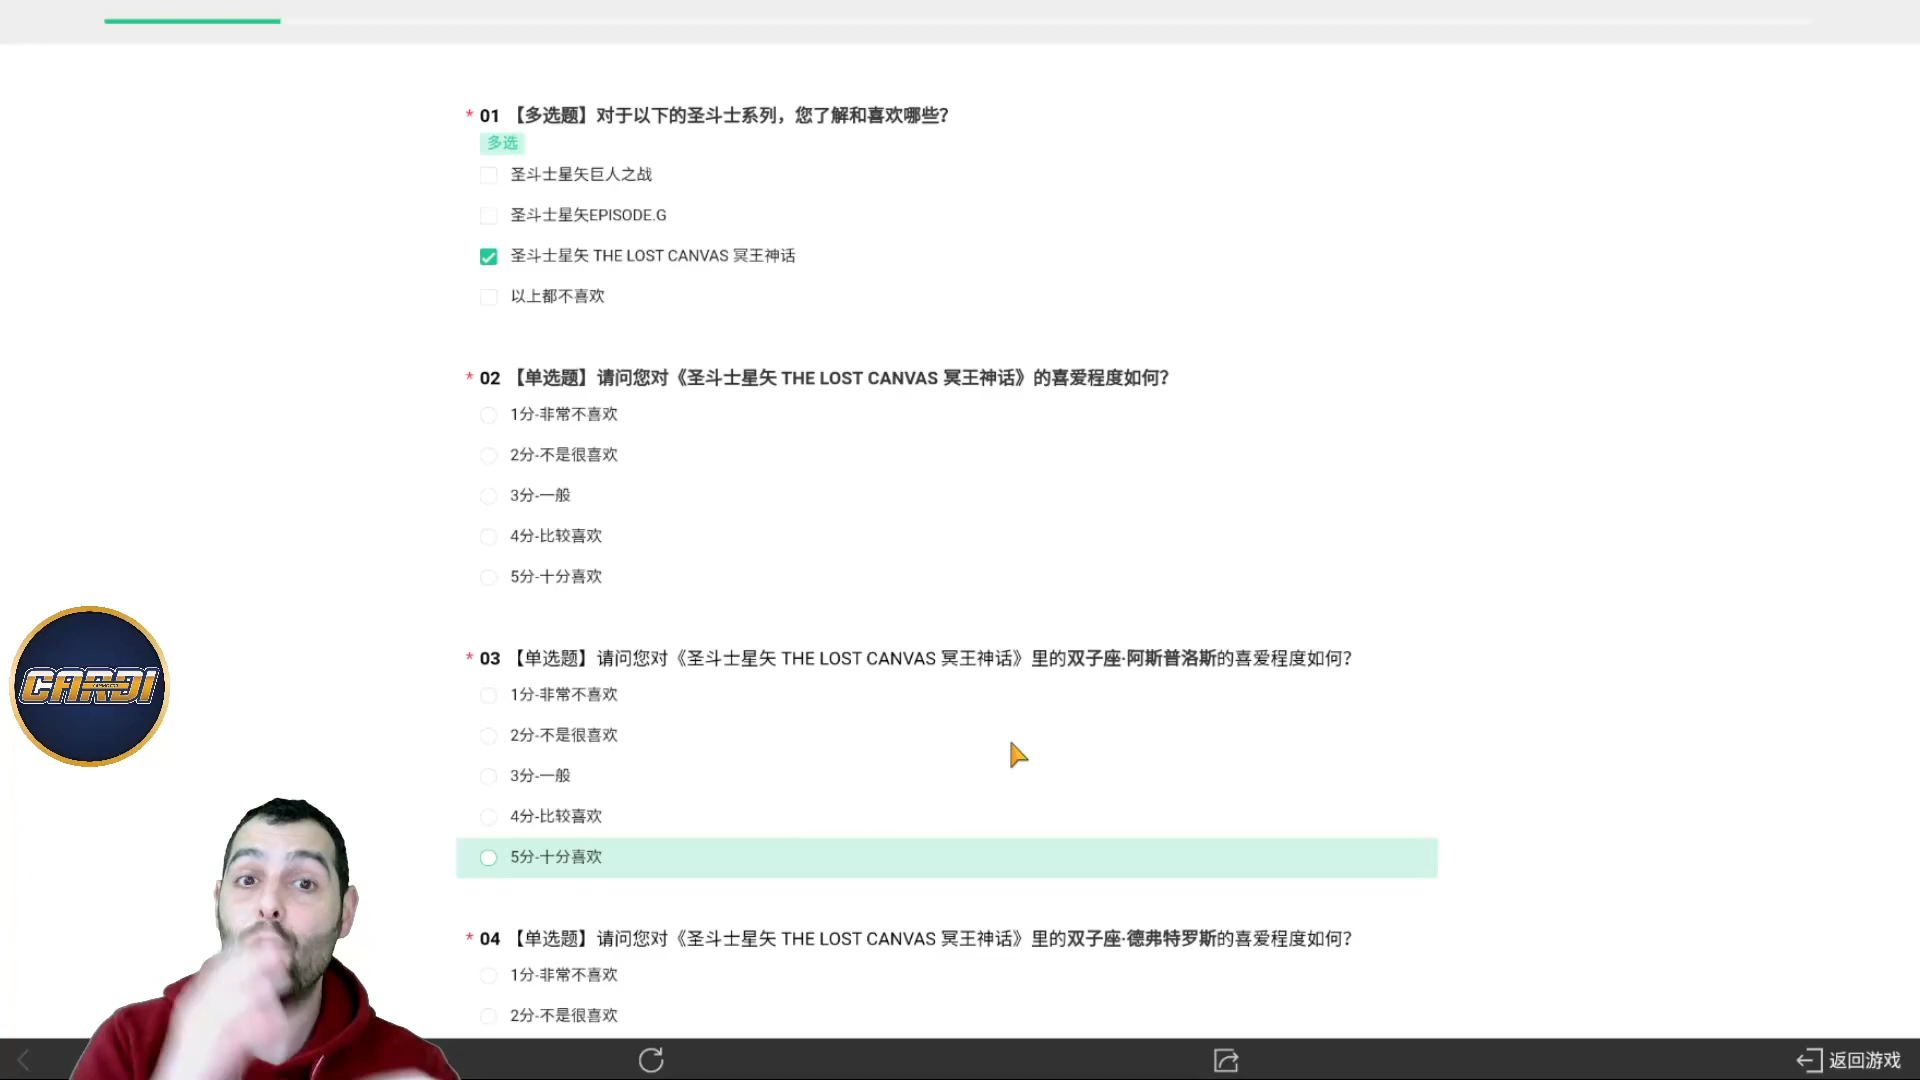 * 01 【多选题】对于以下的圣斗士系列，您了解和喜欢哪些？
多选
圣斗士星矢巨人之战
圣斗士星矢EPISODE.G
圣斗士星矢 THE LOST CANVAS 冥王神话
以上都不喜欢
* 02 【单选题】请问您对《圣斗士星矢 THE LOST CANVAS 冥王神话》的喜爱程度如何？
1分-非常不喜欢
2分-不是很喜欢
3分-一般
4分-比较喜欢
5分-十分喜欢
* 03 【单选题】请问您对《圣斗士星矢 THE LOST CANVAS 冥王神话》里的双子座·阿斯普洛斯的喜爱程度如何？
1分-非常不喜欢
2分-不是很喜欢
3分-一般
4分-比较喜欢
5分-十分喜欢
* 04 【单选题】请问您对《圣斗士星矢 THE LOST CANVAS 冥王神话》里的双子座·德弗特罗斯的喜爱程度如何？
1分-非常不喜欢
2分-不是很喜欢
CARDI
返回游戏